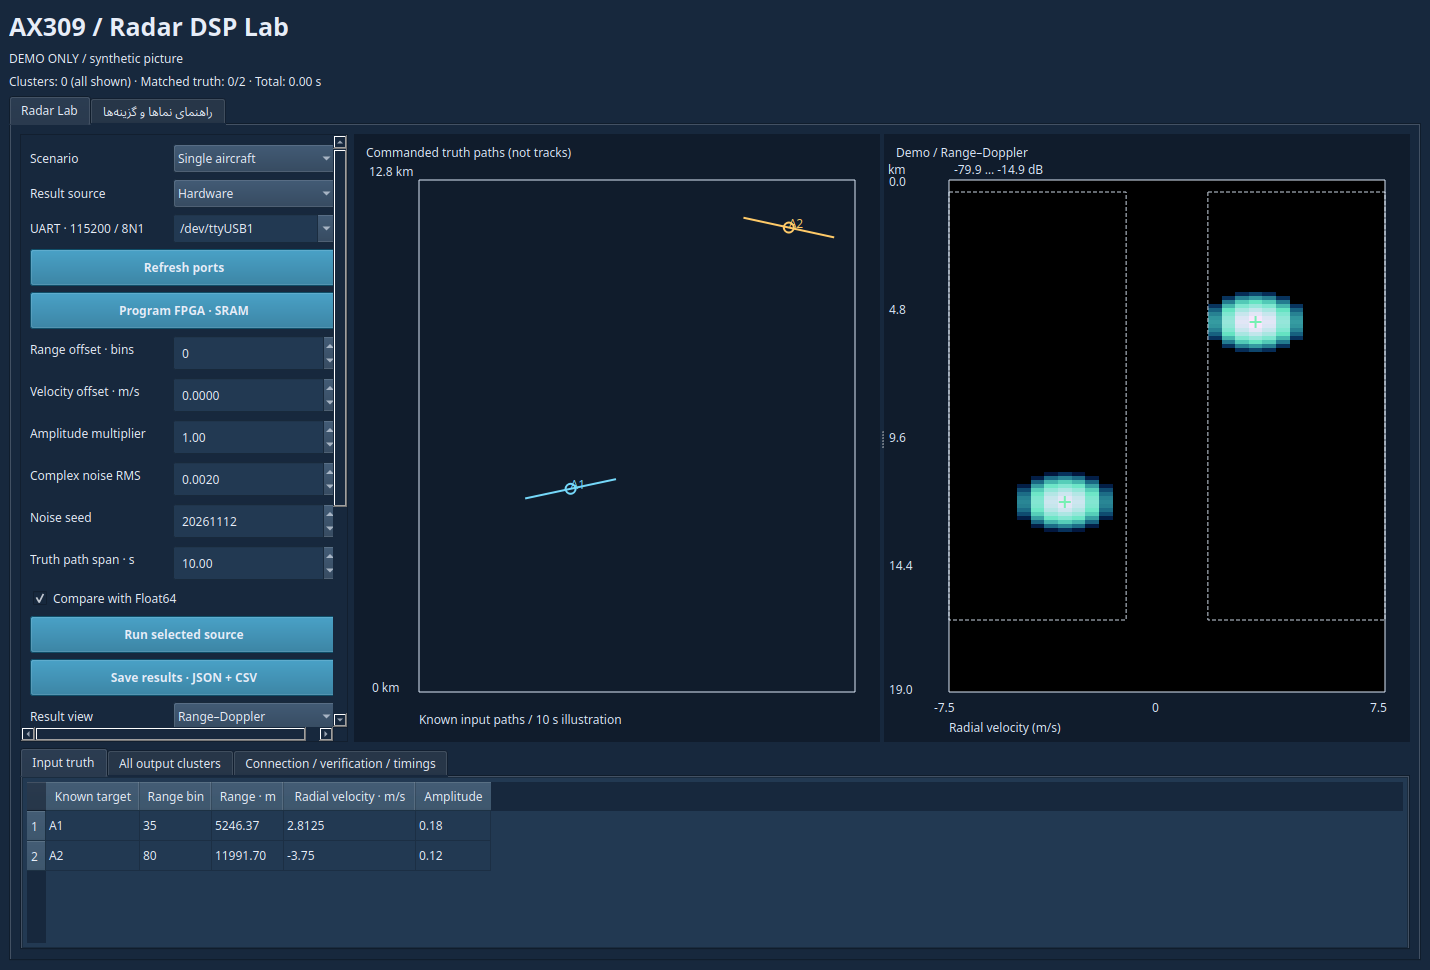 AX309 / Radar DSP Lab
DEMO ONLY / synthetic picture
Clusters: 0 (all shown) · Matched truth: 0/2 · Total: 0.00 s
Radar Lab
راهنمای نماها و گزینه‌ها
Scenario
Single aircraft
Result source
Hardware
UART · 115200 / 8N1
/dev/ttyUSB1
Refresh ports
Program FPGA · SRAM
Range offset · bins
0
Velocity offset · m/s
0.0000
Amplitude multiplier
1.00
Complex noise RMS
0.0020
Noise seed
20261112
Truth path span · s
10.00
Compare with Float64
Run selected source
Save results · JSON + CSV
Result view
Range–Doppler
Commanded truth paths (not tracks)
12.8 km
A2
A1
0 km
Known input paths / 10 s illustration
Demo / Range–Doppler
km
-79.9 ... -14.9 dB
0.0
4.8
9.6
14.4
19.0
-7.5
0
7.5
Radial velocity (m/s)
Input truth
All output clusters
Connection / verification / timings
Known target
Range bin
Range · m
Radial velocity · m/s
Amplitude
1
A1
35
5246.37
2.8125
0.18
2
A2
80
11991.70
-3.75
0.12